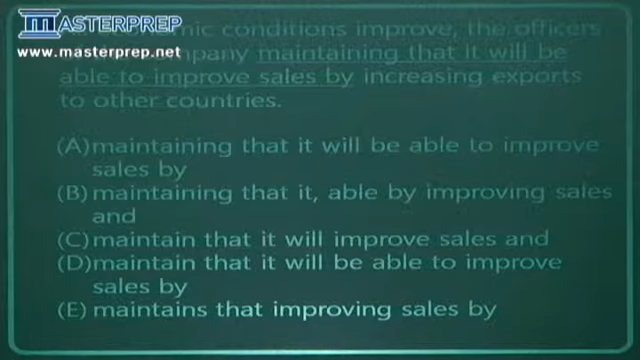 MASTERPREP
www.masterprep.net
conditions improve, the officers
maintaining that it will be
able to improve sales by increasing exports
to other countries.
(A) maintaining that it will be able to improve
sales by
(B) maintaining that it, able by improving sales
and
(C) maintain that it will improve sales and
(D) maintain that it will be able to improve
sales by
(E) maintains that improving sales by